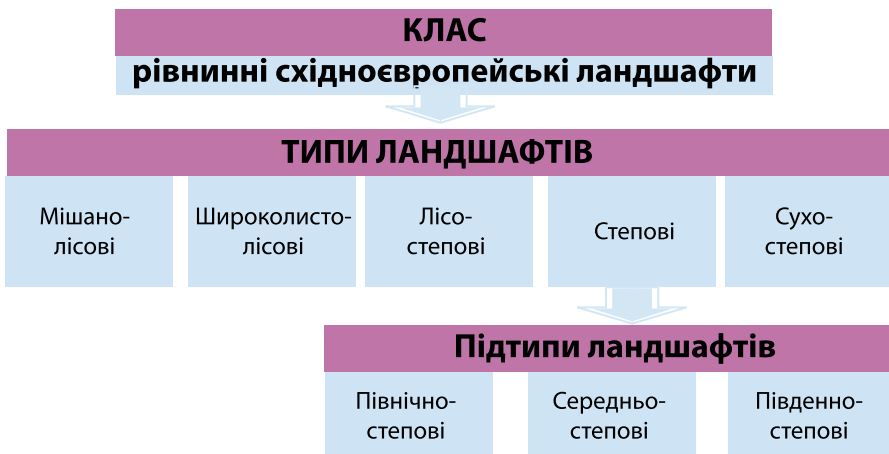 КЛАС
рівнинні східноєвропейські ландшафти
ТИПИ ЛАНДШАФТІВ
Мішано-
лісові
Широколисто-
лісові
Лісо-
степові
Степові
Сухо-
степові
Підтипи ландшафтів
Північно-
степові
Середньо-
степові
Південно-
степові